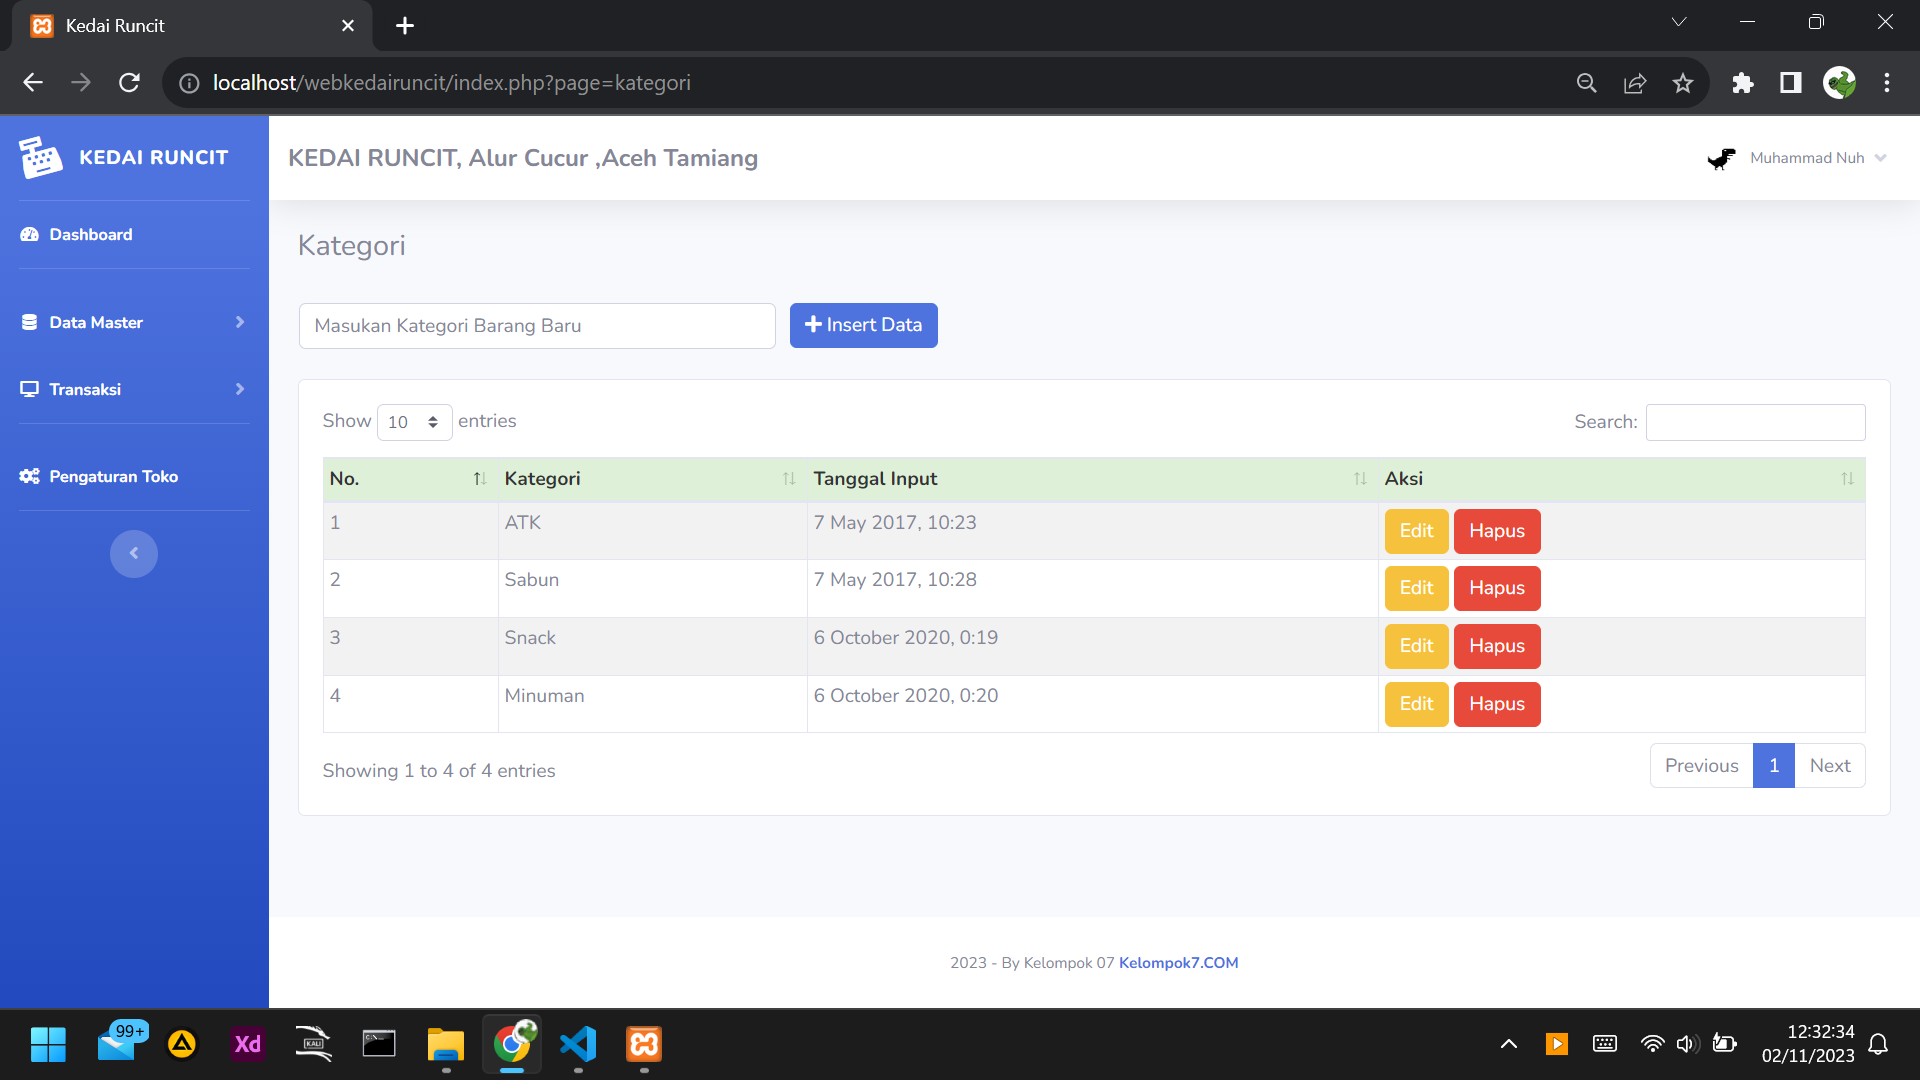 Kedai Runcit
localhost/webkedairuncit/index.php?page=kategori
KEDAI RUNCIT
KEDAI RUNCIT, Alur Cucur ,Aceh Tamiang
Muhammad Nuh
Dashboard
Data Master
Transaksi
Pengaturan Toko
Kategori
Masukan Kategori Barang Baru
Insert Data
Show 10 entries
Search:
No. Kategori Tanggal Input Aksi
1 ATK 7 May 2017, 10:23 Edit Hapus
2 Sabun 7 May 2017, 10:28 Edit Hapus
3 Snack 6 October 2020, 0:19 Edit Hapus
4 Minuman 6 October 2020, 0:20 Edit Hapus
Showing 1 to 4 of 4 entries
Previous 1 Next
2023 - By Kelompok 07 Kelompok7.COM
99+
Xd
KALI
12:32:34
02/11/2023